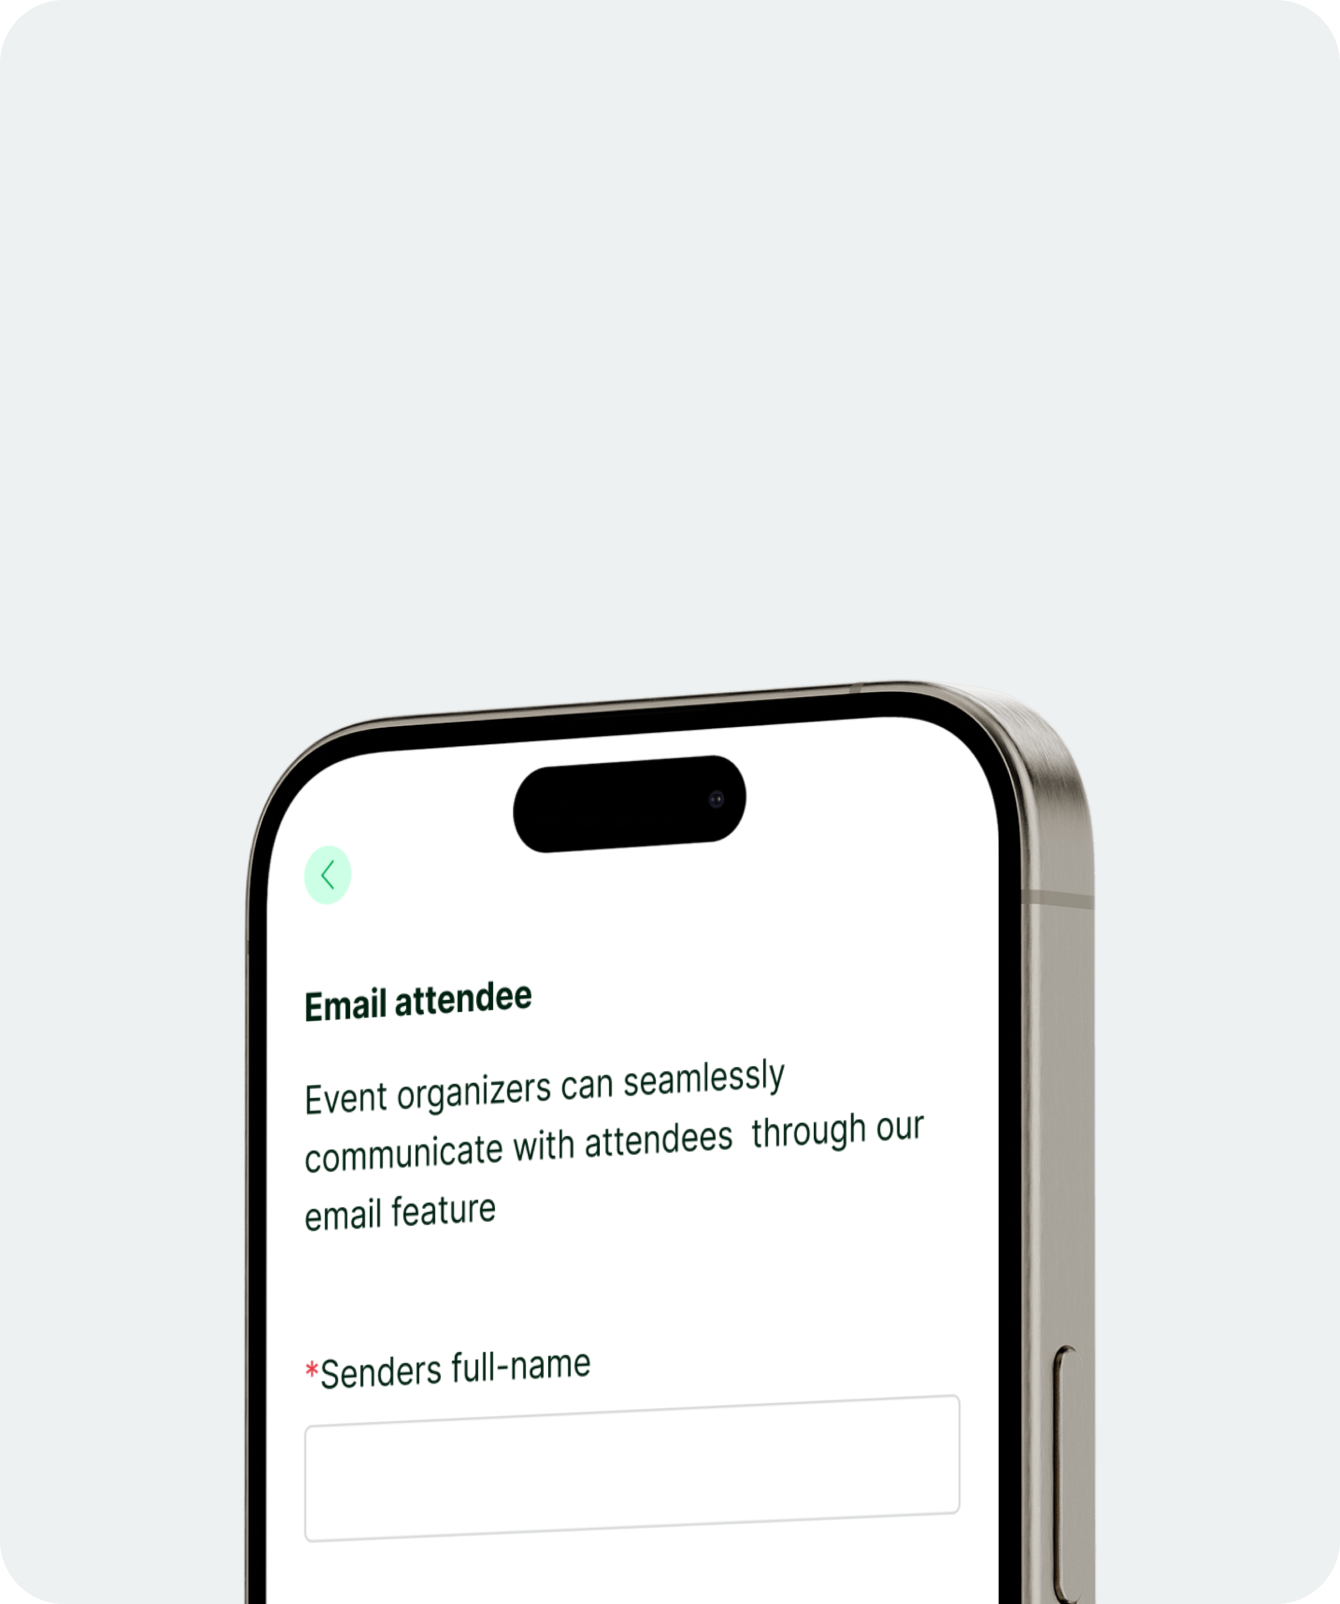 Email attendee
Event organizers can seamlessly
communicate with attendees  through our
email feature
*Senders full-name